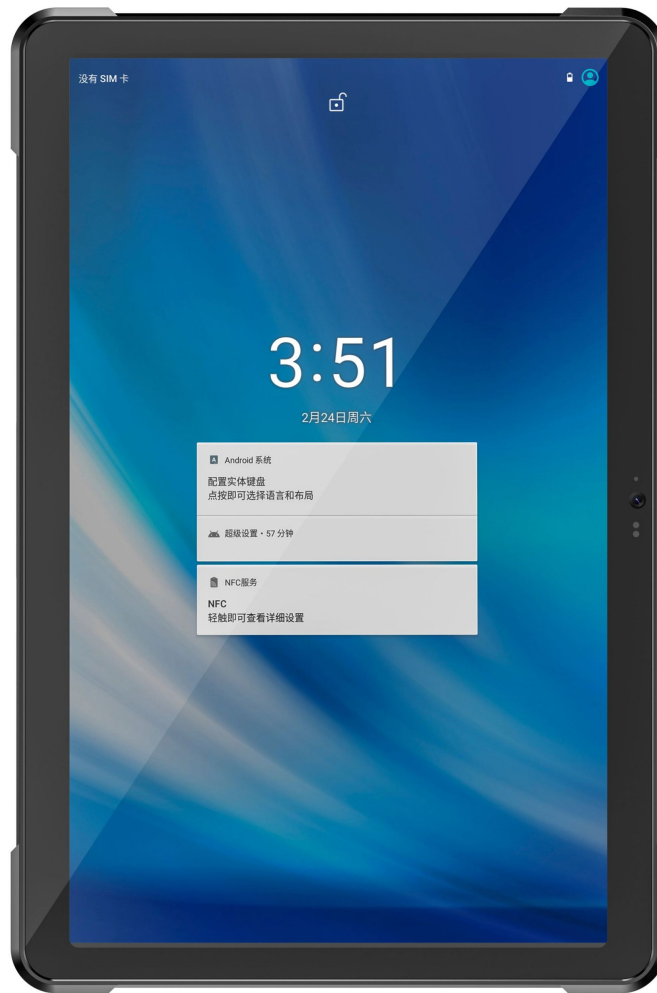 没有 SIM 卡
3:51
2月24日周六
Android 系统
配置实体键盘
点按即可选择语言和布局
超级设置・57 分钟
NFC服务
NFC
轻触即可查看详细设置